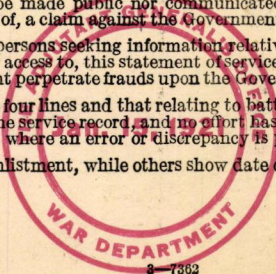 be made public nor communicated
of, a claim against the Government
persons seeking information relative
access to, this statement of service
at perpetrate frauds upon the Gove
four lines and that relating to batt
the service record, and no effort has
where an error or discrepancy is
nlistment, while others show date
WAR DEPARTMENT
3—7362